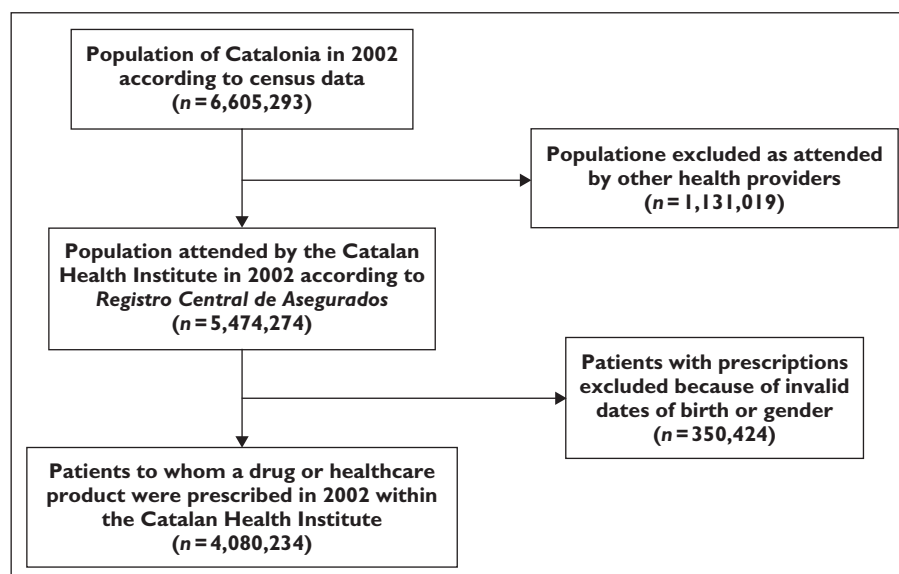 Population of Catalonia in 2002
according to census data
(n = 6,605,293)
Populatione excluded as attended
by other health providers
(n = 1,131,019)
Population attended by the Catalan
Health Institute in 2002 according to
Registro Central de Asegurados
(n = 5,474,274)
Patients with prescriptions
excluded because of invalid
dates of birth or gender
(n = 350,424)
Patients to whom a drug or healthcare
product were prescribed in 2002 within
the Catalan Health Institute
(n = 4,080,234)